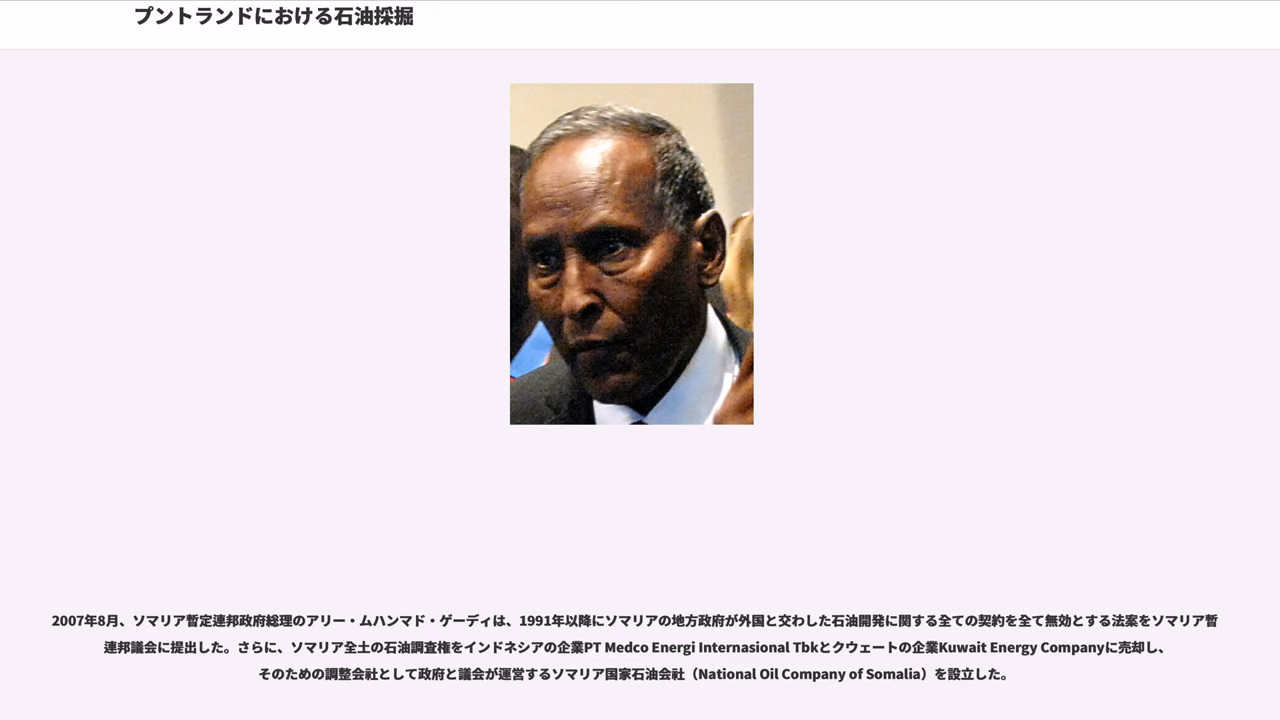 プントランドにおける石油採掘
2007年8月、ソマリア暫定連邦政府総理のアリー・ムハンマド・ゲーディは、1991年以降にソマリアの地方政府が外国と交わした石油開発に関する全ての契約を全て無効とする法案をソマリア暫
連邦議会に提出した。さらに、ソマリア全土の石油調査権をインドネシアの企業PT Medco Energi Internasional Tbkとクウェートの企業Kuwait Energy Companyに売却し、
そのための調整会社として政府と議会が運営するソマリア国家石油会社（National Oil Company of Somalia）を設立した。